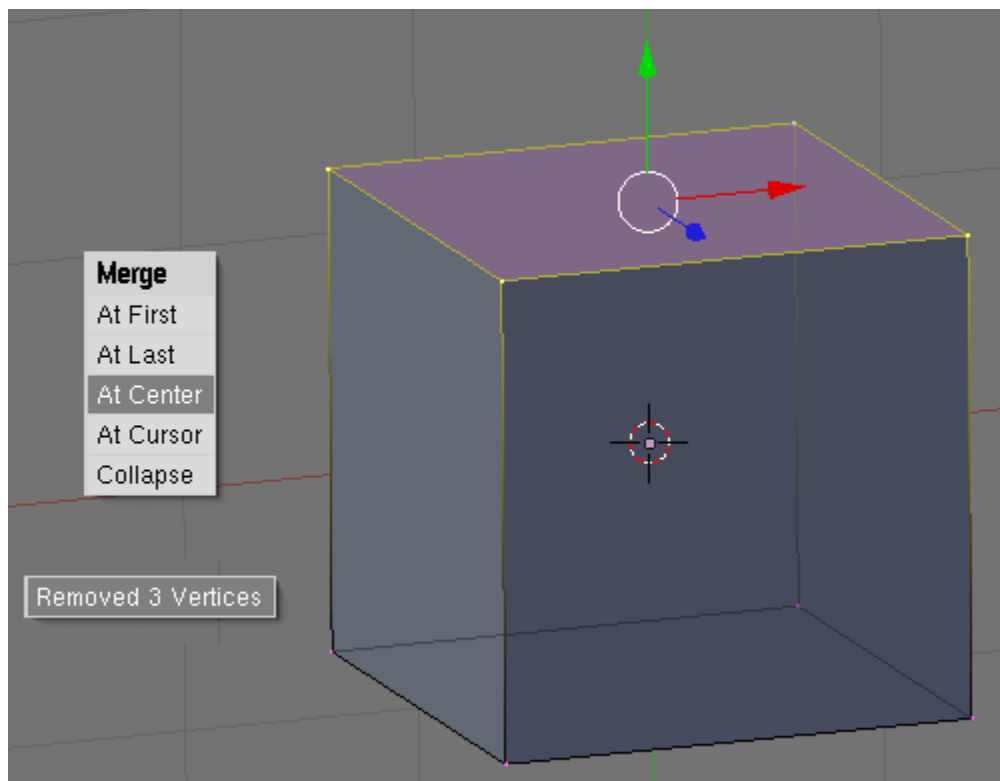 Merge
At First
At Last
At Center
At Cursor
Collapse
Removed 3 Vertices